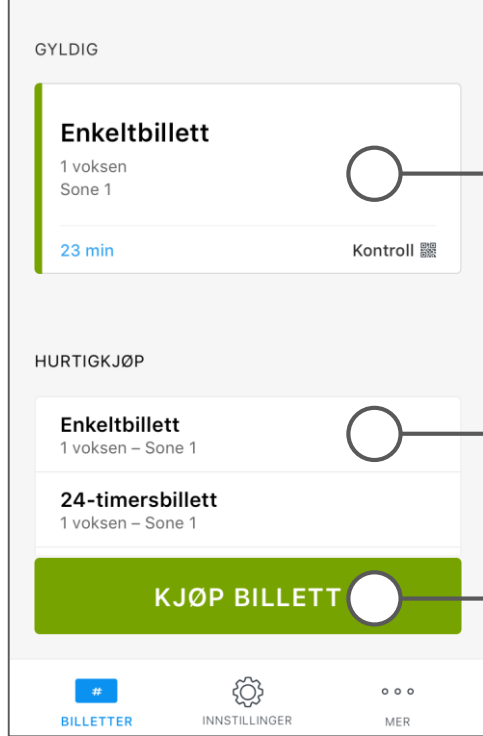 GYLDIG
Enkeltbillett
1 voksen
Sone 1
23 min
Kontroll
HURTIGKJØP
Enkeltbillett
1 voksen – Sone 1
24-timersbillett
1 voksen – Sone 1
KJØP BILLETT
#
BILLETTER
INNSTILLINGER
MER